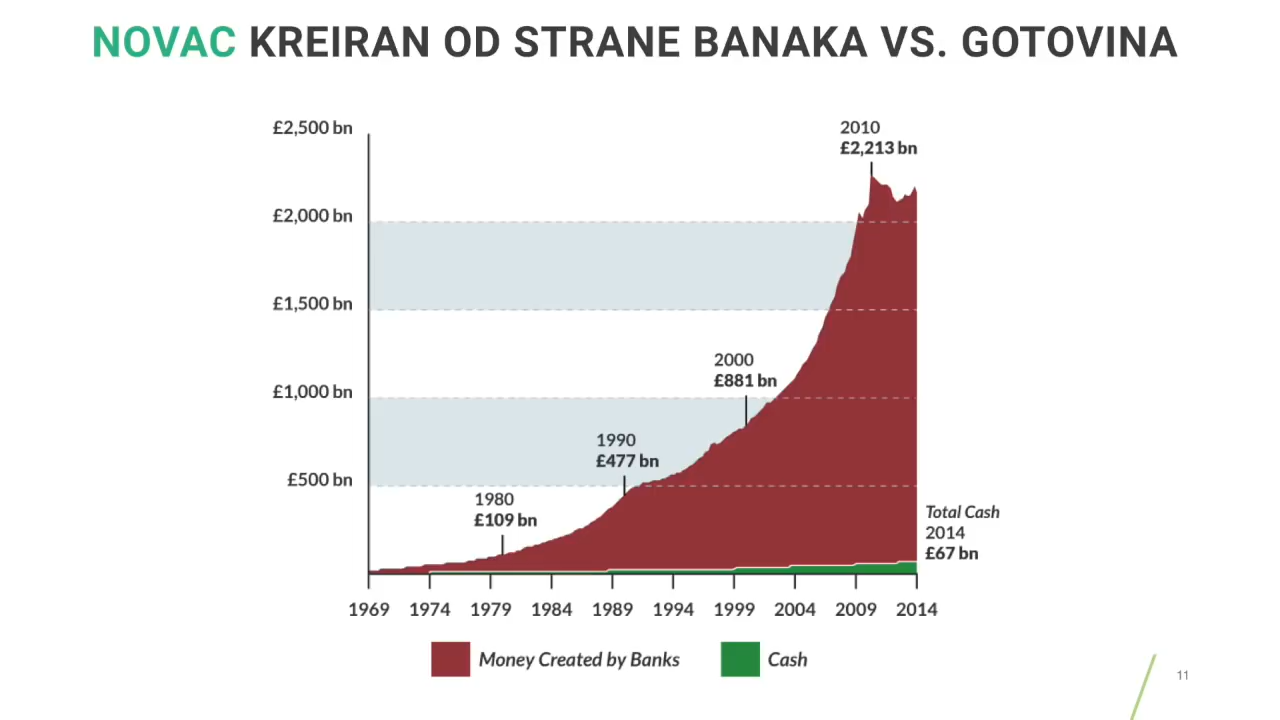 NOVAC KREIRAN OD STRANE BANAKA VS. GOTOVINA
£2,500 bn
£2,000 bn
£1,500 bn
£1,000 bn
£500 bn
2010
£2,213 bn
2000
£881 bn
1990
£477 bn
1980
£109 bn
Total Cash
2014
£67 bn
1969 1974 1979 1984 1989 1994 1999 2004 2009 2014
Money Created by Banks Cash
11